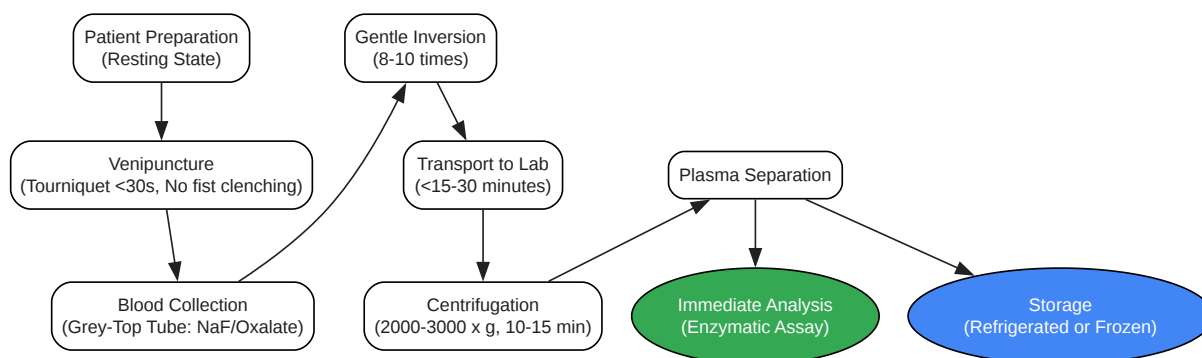 Patient Preparation
(Resting State)
Venipuncture
(Tourniquet <30s, No fist clenching)
Blood Collection
(Grey-Top Tube: NaF/Oxalate)
Gentle Inversion
(8-10 times)
Transport to Lab
(<15-30 minutes)
Centrifugation
(2000-3000 x g, 10-15 min)
Plasma Separation
Immediate Analysis
(Enzymatic Assay)
Storage
(Refrigerated or Frozen)